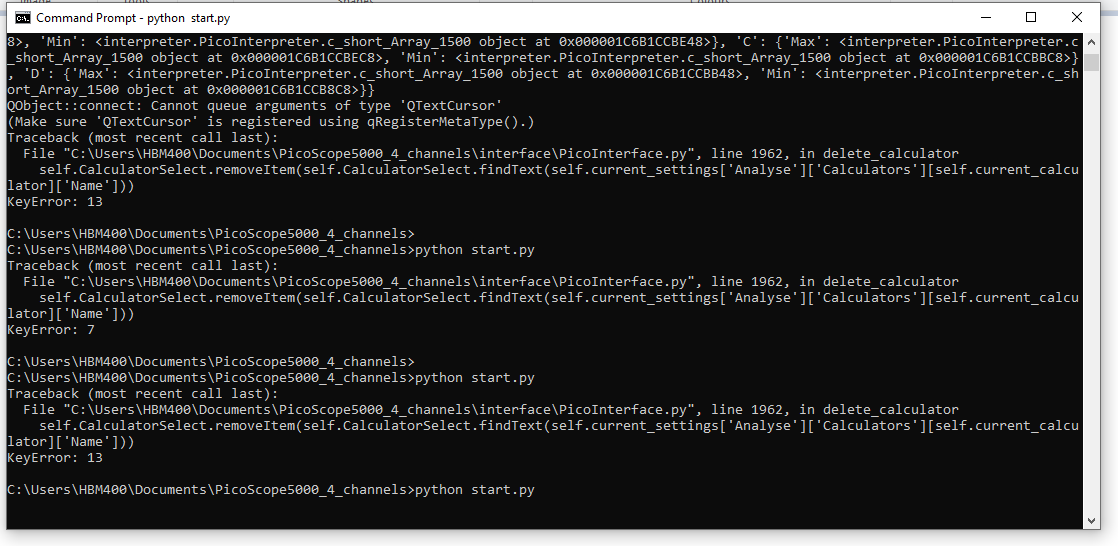 Command Prompt - python start.py
8>, 'Min': <interpreter.PicoInterpreter.c_short_Array_1500 object at 0x000001C6B1CCBE48>}, 'C': {'Max': <interpreter.PicoInterpreter.c
_short_Array_1500 object at 0x000001C6B1CCBEC8>, 'Min': <interpreter.PicoInterpreter.c_short_Array_1500 object at 0x000001C6B1CCBBC8>}
, 'D': {'Max': <interpreter.PicoInterpreter.c_short_Array_1500 object at 0x000001C6B1CCBB48>, 'Min': <interpreter.PicoInterpreter.c_sh
ort_Array_1500 object at 0x000001C6B1CCB8C8>}}
QObject::connect: Cannot queue arguments of type 'QTextCursor'
(Make sure 'QTextCursor' is registered using qRegisterMetaType().)
Traceback (most recent call last):
  File "C:\Users\HBM400\Documents\PicoScope5000_4_channels\interface\PicoInterface.py", line 1962, in delete_calculator
    self.CalculatorSelect.removeItem(self.CalculatorSelect.findText(self.current_settings['Analyse']['Calculators'][self.current_calcu
lator]['Name']))
KeyError: 13
C:\Users\HBM400\Documents\PicoScope5000_4_channels>
C:\Users\HBM400\Documents\PicoScope5000_4_channels>python start.py
Traceback (most recent call last):
  File "C:\Users\HBM400\Documents\PicoScope5000_4_channels\interface\PicoInterface.py", line 1962, in delete_calculator
    self.CalculatorSelect.removeItem(self.CalculatorSelect.findText(self.current_settings['Analyse']['Calculators'][self.current_calcu
lator]['Name']))
KeyError: 7
C:\Users\HBM400\Documents\PicoScope5000_4_channels>
C:\Users\HBM400\Documents\PicoScope5000_4_channels>python start.py
Traceback (most recent call last):
  File "C:\Users\HBM400\Documents\PicoScope5000_4_channels\interface\PicoInterface.py", line 1962, in delete_calculator
    self.CalculatorSelect.removeItem(self.CalculatorSelect.findText(self.current_settings['Analyse']['Calculators'][self.current_calcu
lator]['Name']))
KeyError: 13
C:\Users\HBM400\Documents\PicoScope5000_4_channels>python start.py